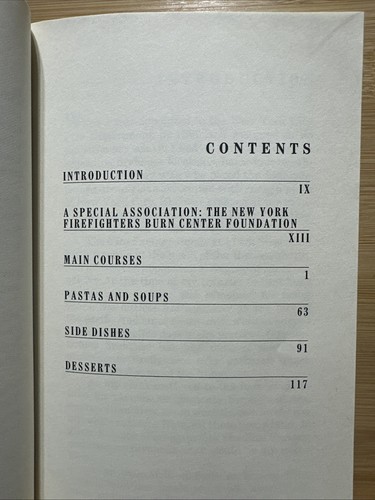 CONTENTS
INTRODUCTION
IX
A SPECIAL ASSOCIATION: THE NEW YORK
FIREFIGHTERS BURN CENTER FOUNDATION
XIII
MAIN COURSES
1
PASTAS AND SOUPS
63
SIDE DISHES
91
DESSERTS
117